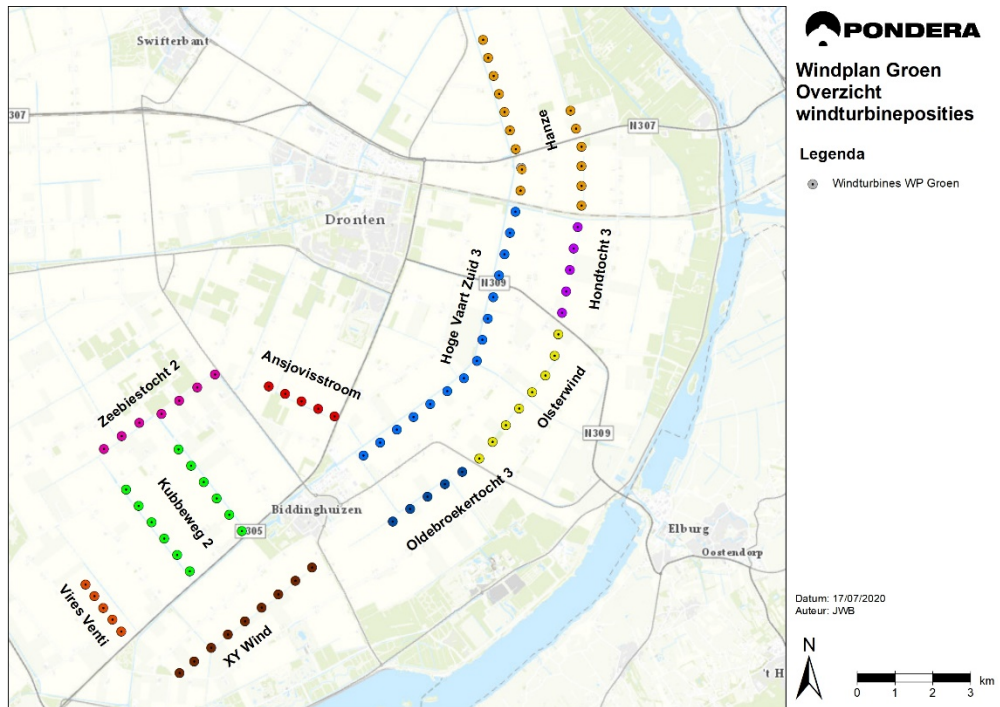 PONDERA
Windplan Groen
Overzicht
windturbineposities
Legenda
Windturbines WP Groen
Swifterbant
307
N307
Hanze
Dronten
Hoge Vaart Zuid 3
N309
Hondtocht 3
Ansjovisstroom
Zeebiestocht 2
Olsterwind
N309
Kubbeweg 2
Oldebroekertocht 3
Biddinghuizen
305
Elburg
Oostendorp
Vires Venti
XY Wind
't H
Datum: 17/07/2020
Auteur: JWB
N
0 1 2 3 km